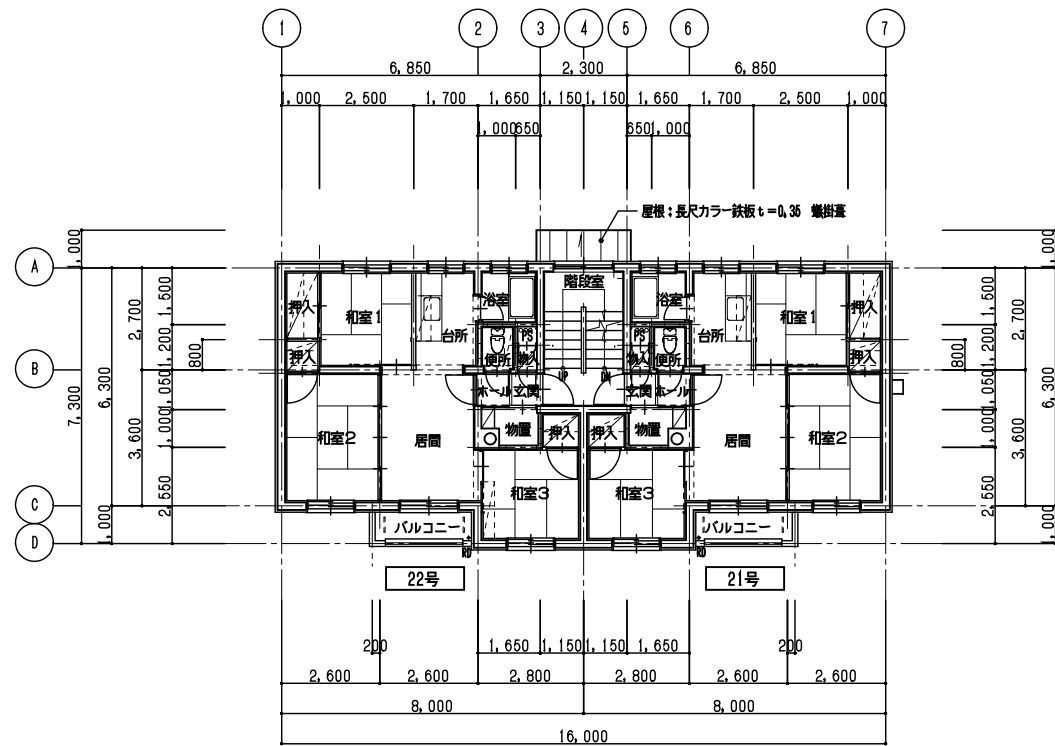 1 2 3 4 5 6 7
6,850 2,300 6,850
1,000 2,500 1,700 1,650 1,150 1,150 1,650 1,700 2,500 1,000
1,000 650 650 1,000
屋根:長尺カラー鉄板t=0.35
A
B
C
D
1,000
7,300
6,300
1,000
2,700
3,600
1,500
1,200
1,050
1,000
2,550
800
1,000
1,500
1,200
1,050
1,000
2,550
800
2,700
3,600
6,300
1,000
押入 和室1 台所 浴室 階段室 浴室 台所 和室1 押入
押入 便所 物入 PS PS 物入 便所 押入
UP DN
ホール 玄関 玄関 ホール
和室2 居間 物置 押入 押入 物置 居間 和室2
和室3 和室3
バルコニー バルコニー
RD RD
22号 21号
200 1,650 1,150 1,150 1,650 200
2,600 2,600 2,800 2,800 2,600 2,600
8,000 8,000
16,000